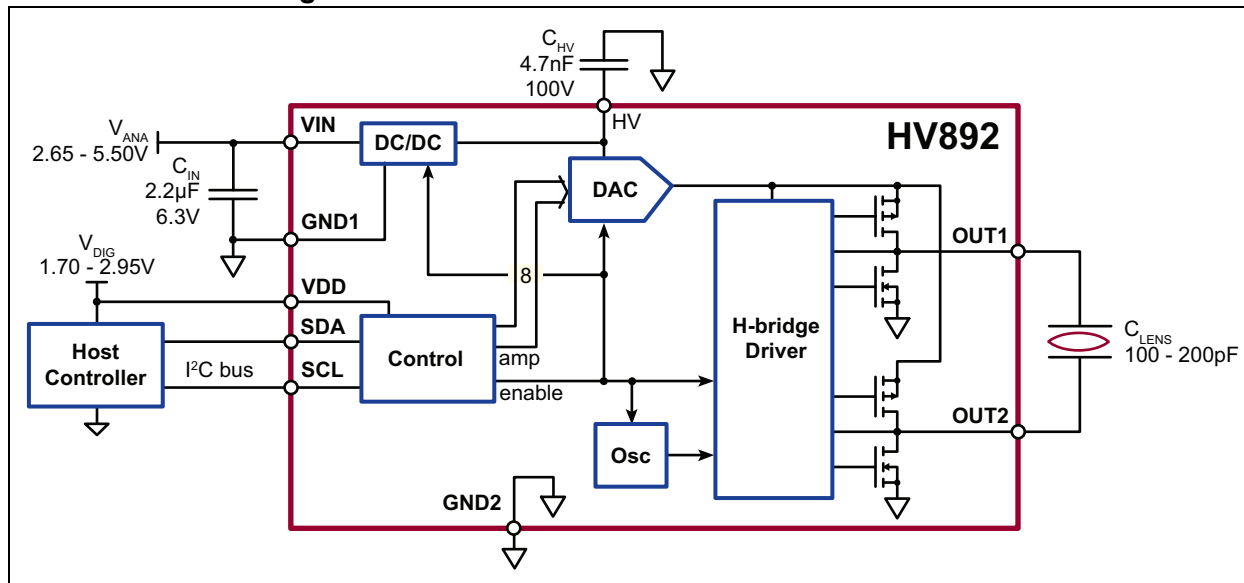 C_HV
4.7nF
100V
HV
HV892
V_ANA
2.65 - 5.50V
VIN
DC/DC
C_IN
2.2µF
6.3V
DAC
GND1
OUT1
V_DIG
1.70 - 2.95V
8
VDD
SDA
Host
Controller
I²C bus
SCL
Control
amp
enable
H-bridge
Driver
C_LENS
100 - 200pF
OUT2
Osc
GND2